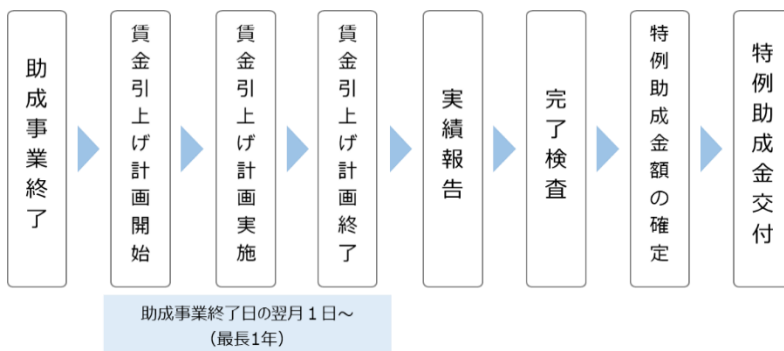 助成事業終了
賃金引上げ計画開始
賃金引上げ計画実施
賃金引上げ計画終了
実績報告
完了検査
特例助成金額の確定
特例助成金交付
助成事業終了日の翌月1日～
（最長1年）